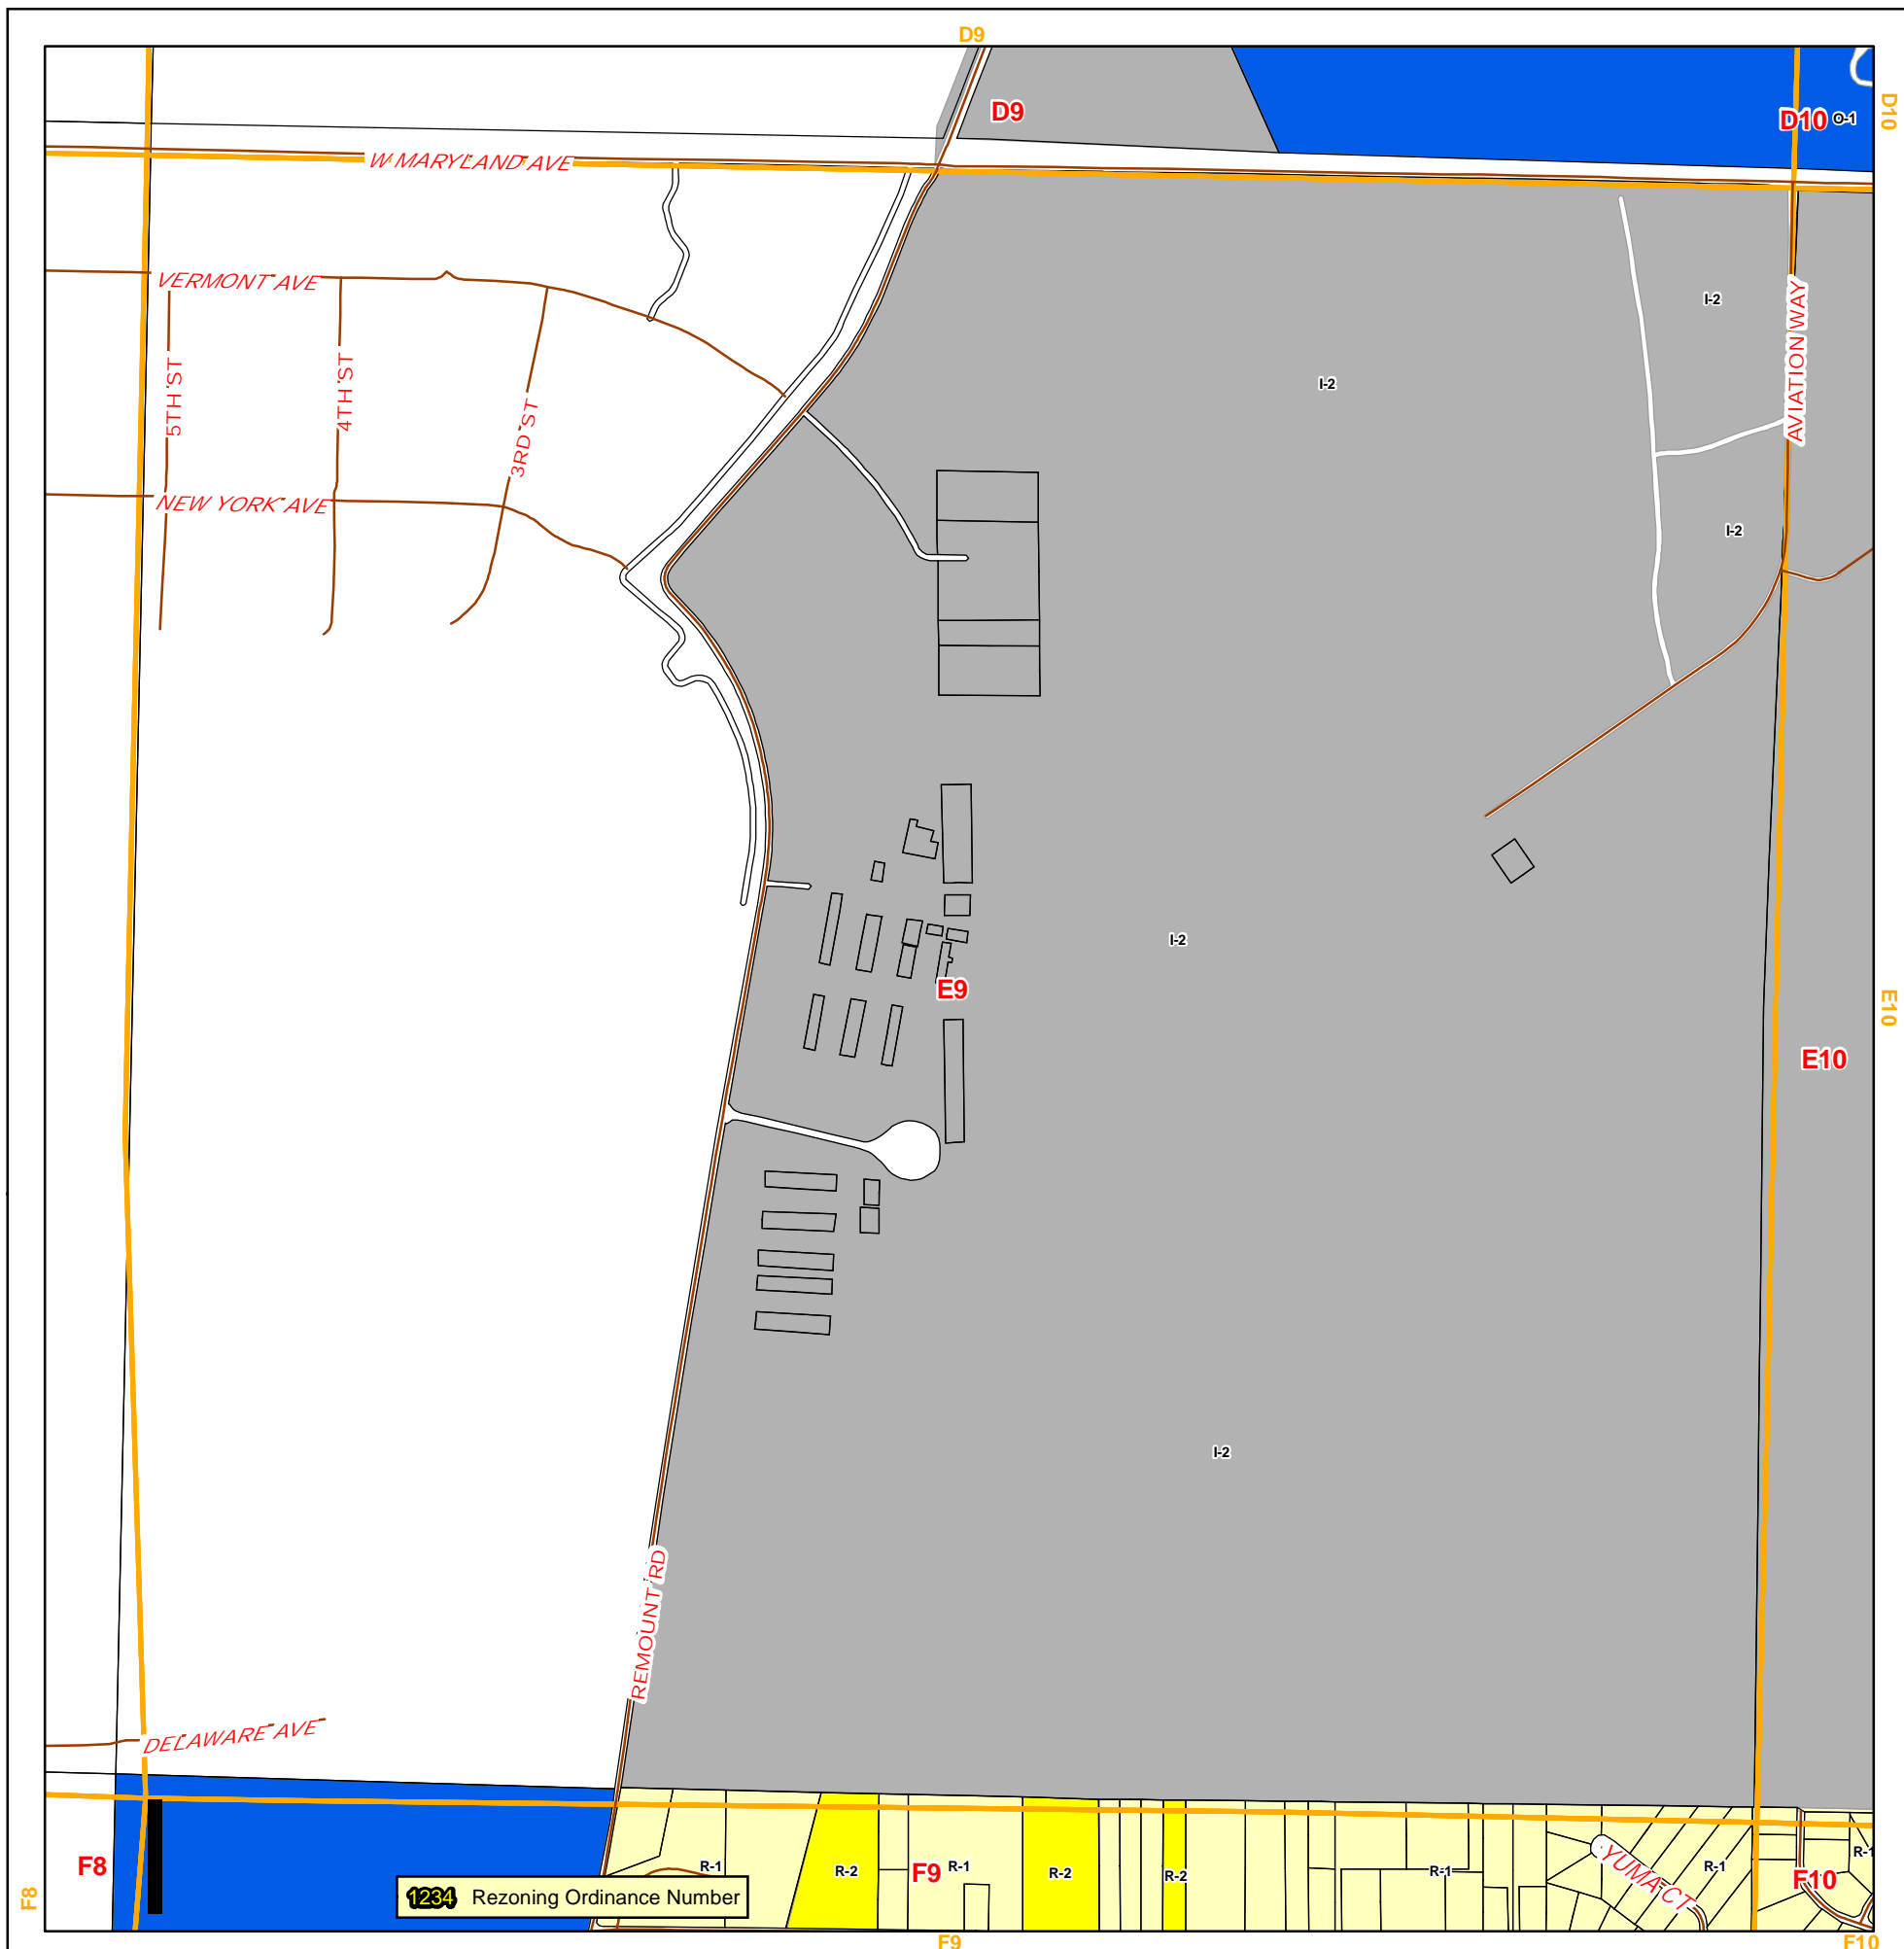 D9
D9
D10
O-1
D10
W MARYLAND AVE
VERMONT AVE
I-2
AVIATION WAY
5TH ST
4TH ST
I-2
3RD ST
NEW YORK AVE
I-2
I-2
E9
E10
E10
I-2
REMOUNT RD
DELAWARE AVE
F8
R-1
R-2
F9
R-1
R-2
R-2
R-1
YUMA CT
R-1
R-1
F10
F8
1234 Rezoning Ordinance Number
F9
F10